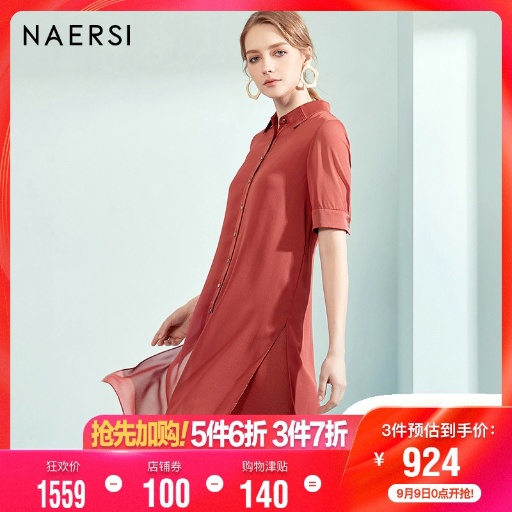 NAERSI
抢先加购! 5件6折 3件7折
3件预估到手价:
¥ 924
9月9日0点开抢!
狂欢价 店铺券 购物津贴
1559 - 100 - 140 =